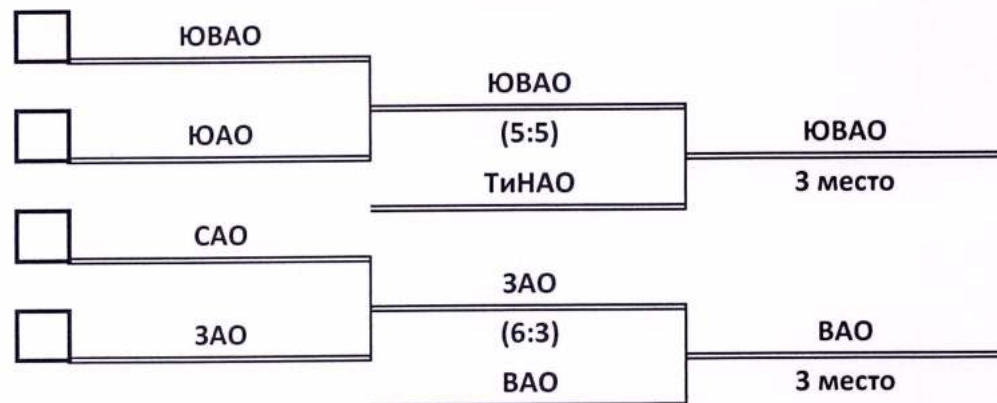 ЮВАО
ЮВАО
ЮАО
(5:5)
ЮВАО
ТиНАО
3 место
САО
ЗАО
ЗАО
(6:3)
ВАО
ВАО
3 место